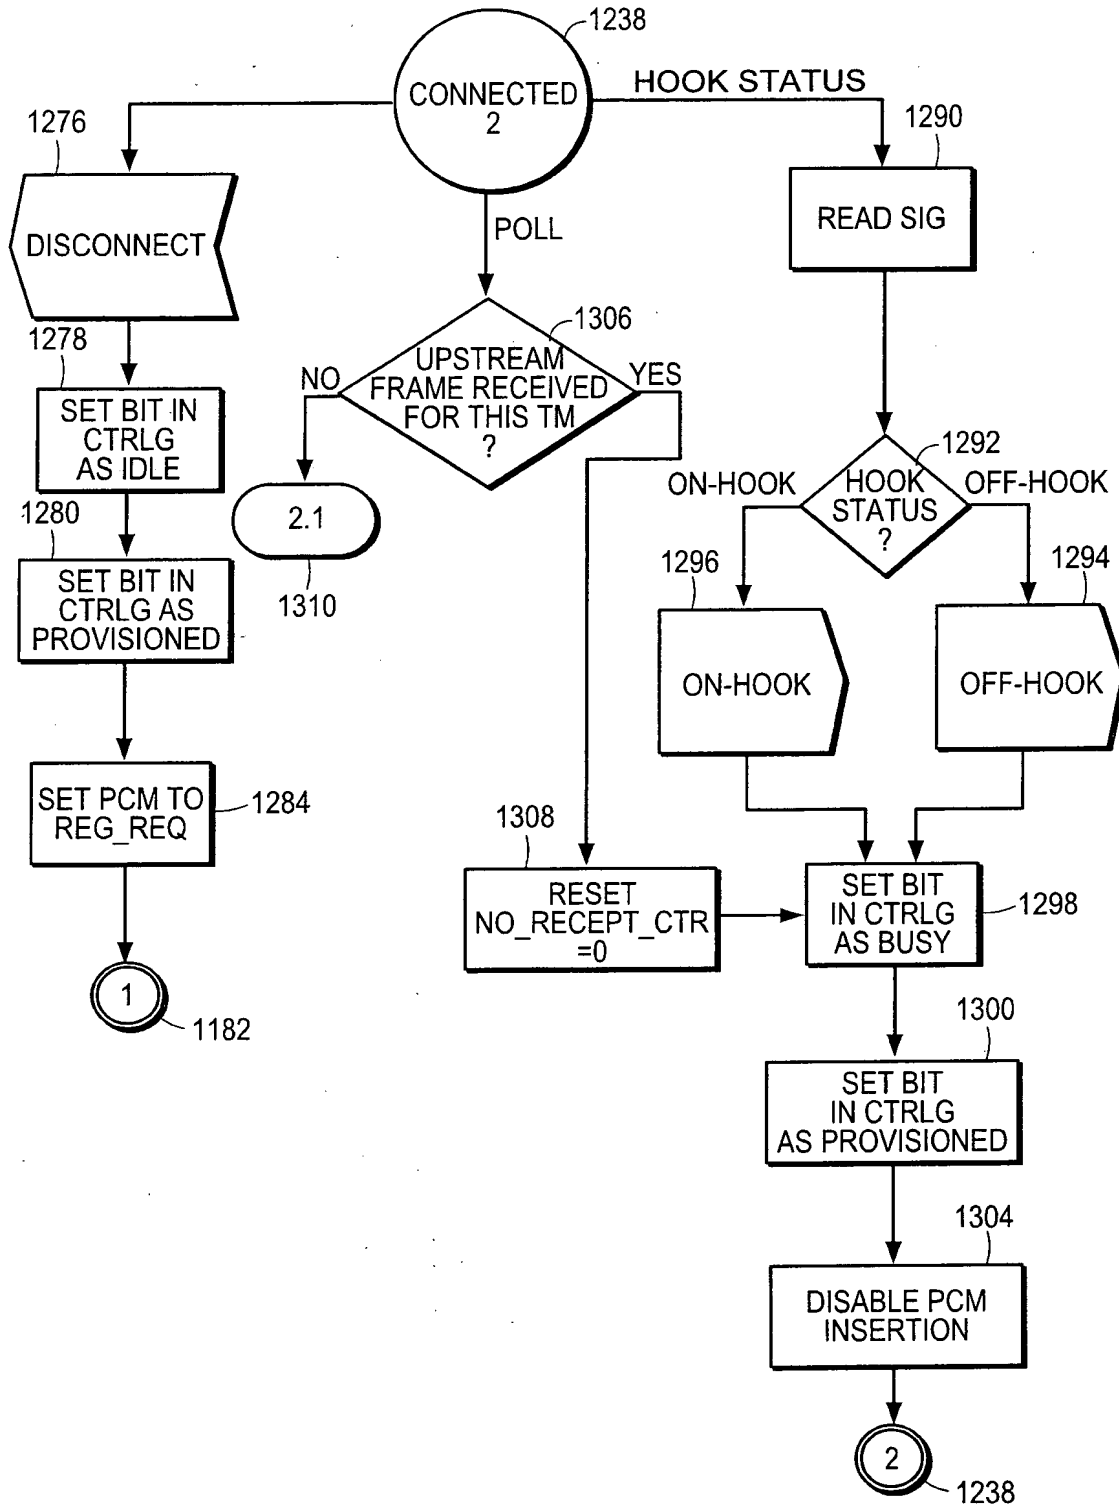 1238
CONNECTED
2
HOOK STATUS
1276
DISCONNECT
POLL
1290
READ SIG
1278
SET BIT IN
CTRLG
AS IDLE
1306
UPSTREAM
FRAME RECEIVED
FOR THIS TM
?
NO
YES
2.1
1310
1280
SET BIT IN
CTRLG AS
PROVISIONED
1292
HOOK
STATUS
?
ON-HOOK
OFF-HOOK
1296
ON-HOOK
1294
OFF-HOOK
SET PCM TO
REG_REQ
1284
1308
RESET
NO_RECEPT_CTR
=0
SET BIT
IN CTRLG
AS BUSY
1298
1
1182
1300
SET BIT
IN CTRLG
AS PROVISIONED
1304
DISABLE PCM
INSERTION
2
1238